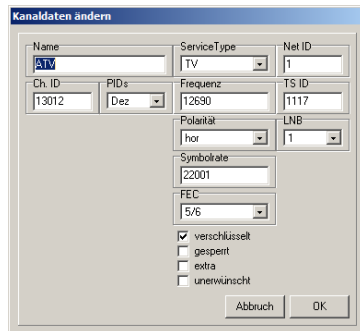 Kanaldaten ändern
Name ServiceType Net ID
ATV TV 1
Ch. ID PIDs Frequenz TS ID
13012 Dez 12690 1117
Polarität LNB
hor 1
Symbolrate
22001
FEC
5/6
verschlüsselt
gesperrt
extra
unerwünscht
Abbruch OK